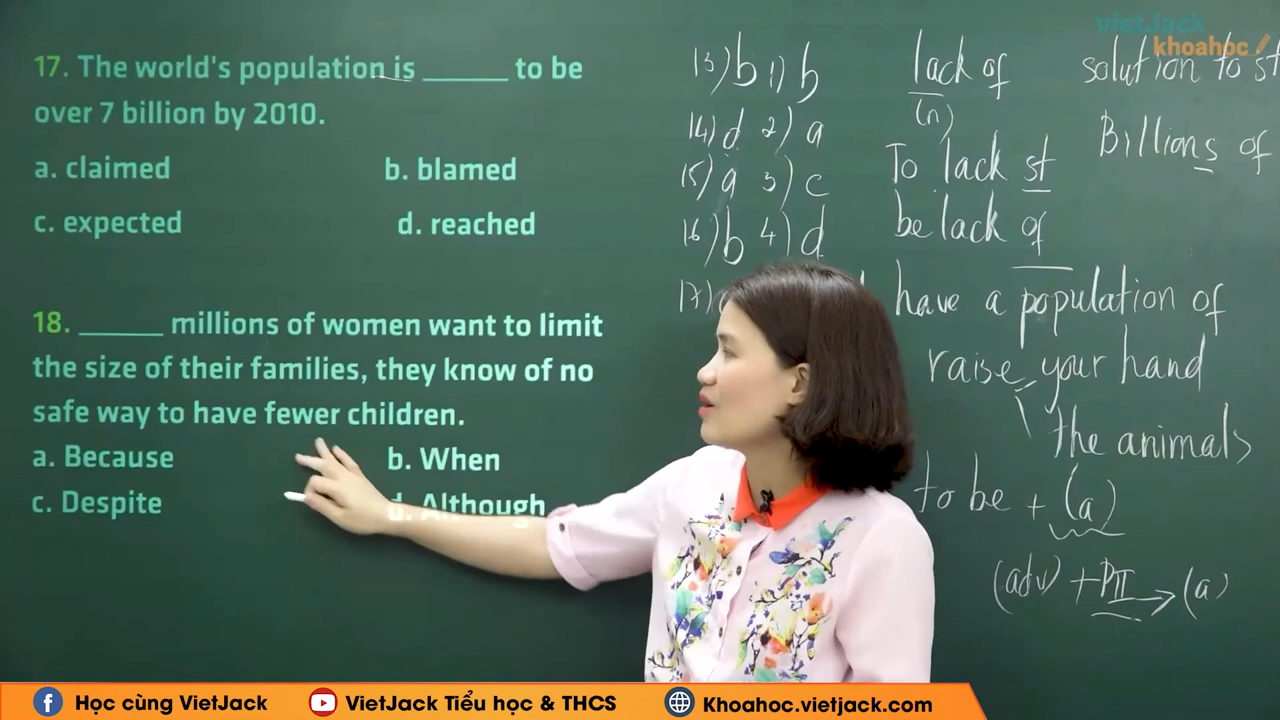 17. The world's population is ______ to be
over 7 billion by 2010.
a. claimed
b. blamed
c. expected
d. reached
18. ______ millions of women want to limit
the size of their families, they know of no
safe way to have fewer children.
a. Because
b. When
c. Despite
d. Although
13) b 1) b
14) d 2) a
15) a 3) c
16) b 4) d
17)
lack of
(n)
To lack st
be lack of
have a population of
raise your hand
the animals
to be + (a)
(adv) + PII → (a)
solution to st
Billions of
vietJack
khoahoc
Học cùng VietJack
VietJack Tiểu học & THCS
Khoahoc.vietjack.com